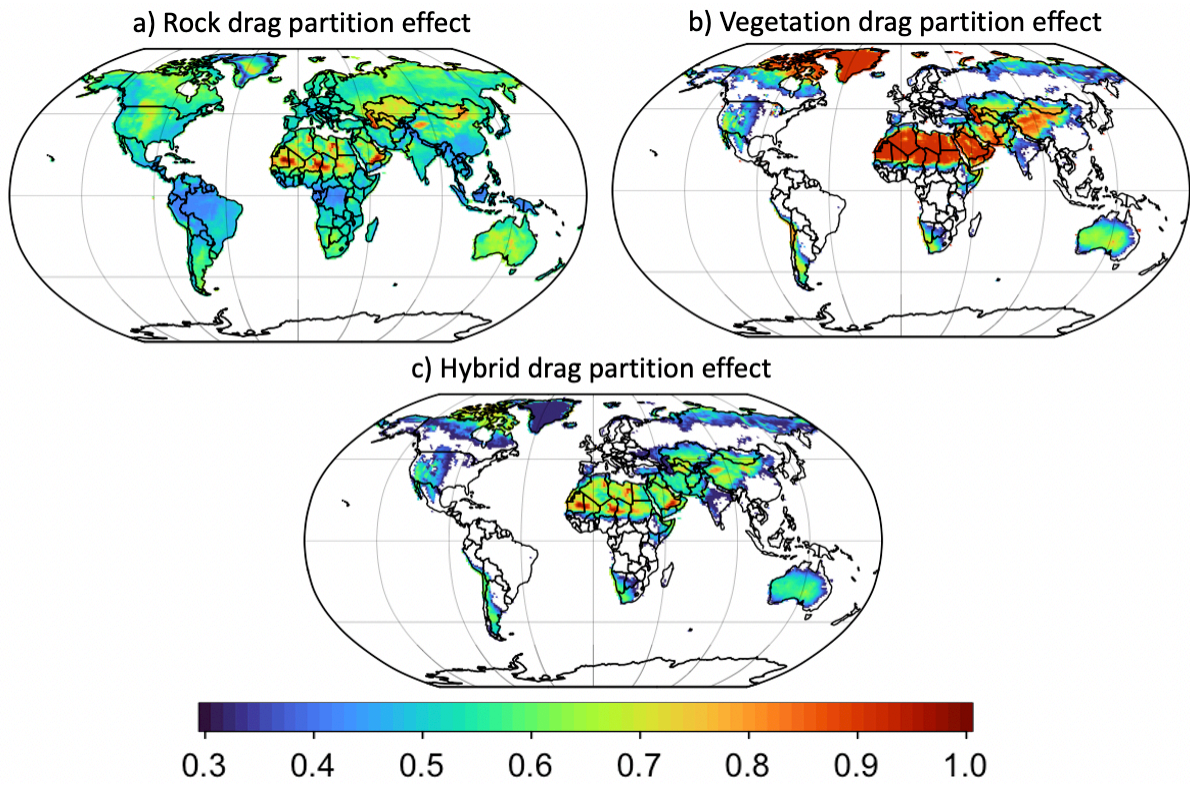 a) Rock drag partition effect
b) Vegetation drag partition effect
c) Hybrid drag partition effect
0.3 0.4 0.5 0.6 0.7 0.8 0.9 1.0